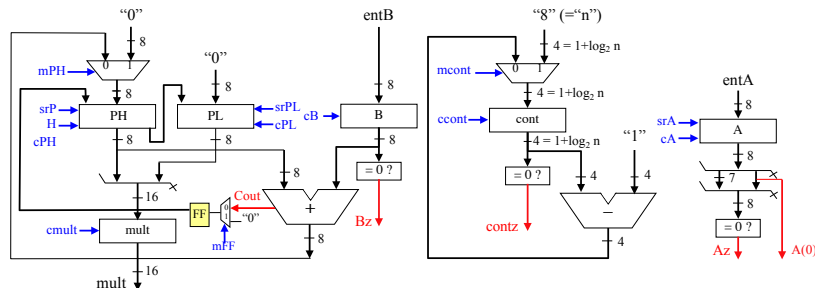 “0”
entB
“8” (=“n”)
8
“0”
0 1
mPH
8
8
8
srP
H
cPH
PH
PL
srPL
cPL
cB
B
8
8
8
= 0 ?
8
8
Bz
16
Cout
FF
0
1
“0”
mFF
+
cmult
mult
8
16
mult
4 = 1+log2 n
mcont
0 1
4 = 1+log2 n
ccont
cont
4 = 1+log2 n
“1”
= 0 ?
4
4
contz
−
4
entA
8
srA
cA
A
8
7
8
= 0 ?
Az
A(0)